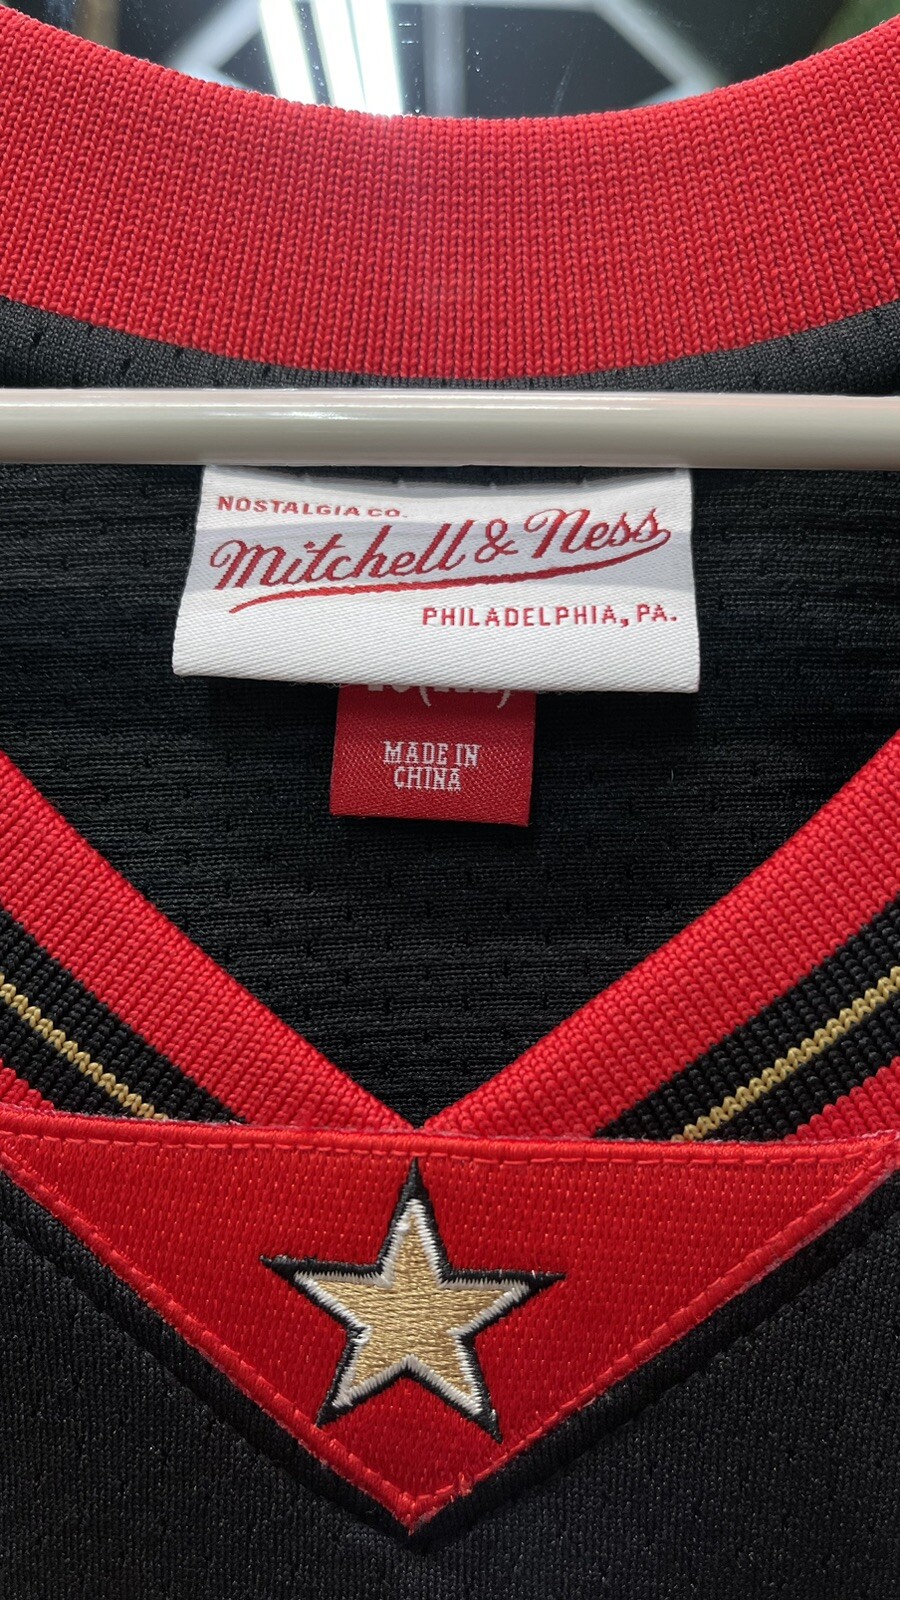 NOSTALGIA CO.
Mitchell & Ness
PHILADELPHIA, PA.
MADE IN
CHINA